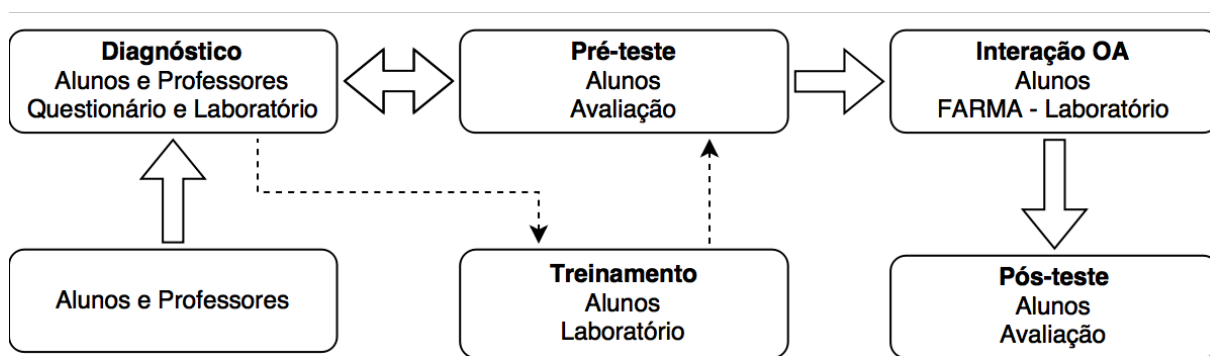 Diagnóstico
Alunos e Professores
Questionário e Laboratório
Pré-teste
Alunos
Avaliação
Interação OA
Alunos
FARMA - Laboratório
Alunos e Professores
Treinamento
Alunos
Laboratório
Pós-teste
Alunos
Avaliação